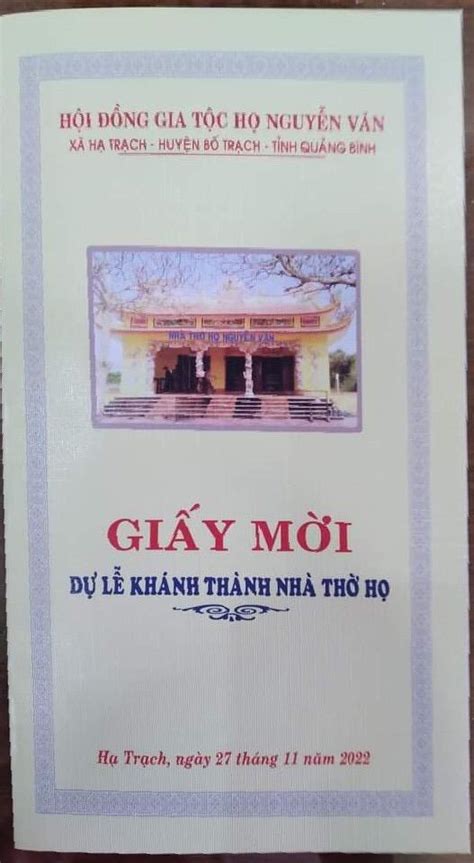 HỘI ĐỒNG GIA TỘC HỌ NGUYỄN VĂN
XÃ HẠ TRẠCH - HUYỆN BỐ TRẠCH - TỈNH QUẢNG BÌNH
NHÀ THỜ HỌ NGUYỄN VĂN
GIẤY MỜI
DỰ LỄ KHÁNH THÀNH NHÀ THỜ HỌ
Hạ Trạch, ngày 27 tháng 11 năm 2022